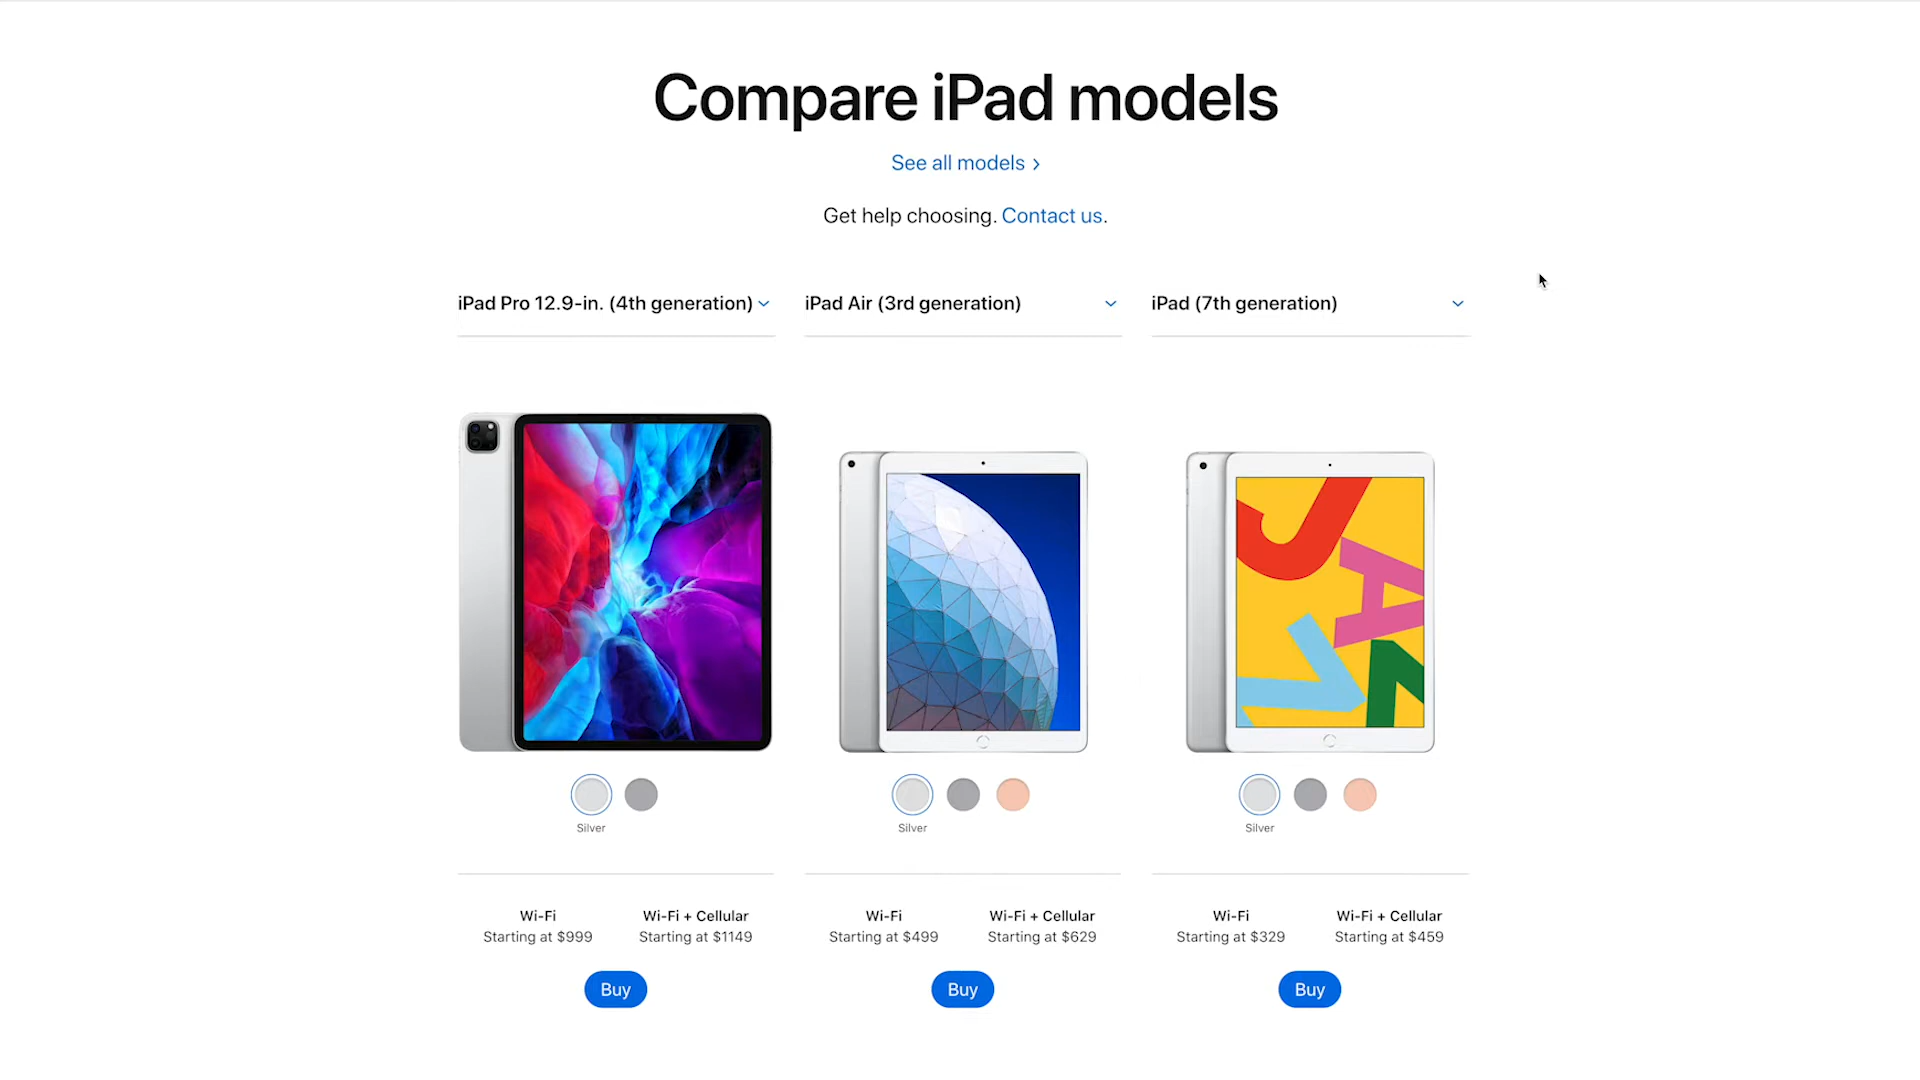 Compare iPad models
See all models ›
Get help choosing. Contact us.
iPad Pro 12.9-in. (4th generation)
iPad Air (3rd generation)
iPad (7th generation)
Silver
Silver
Silver
Wi-Fi
Starting at $999
Wi-Fi + Cellular
Starting at $1149
Wi-Fi
Starting at $499
Wi-Fi + Cellular
Starting at $629
Wi-Fi
Starting at $329
Wi-Fi + Cellular
Starting at $459
Buy
Buy
Buy